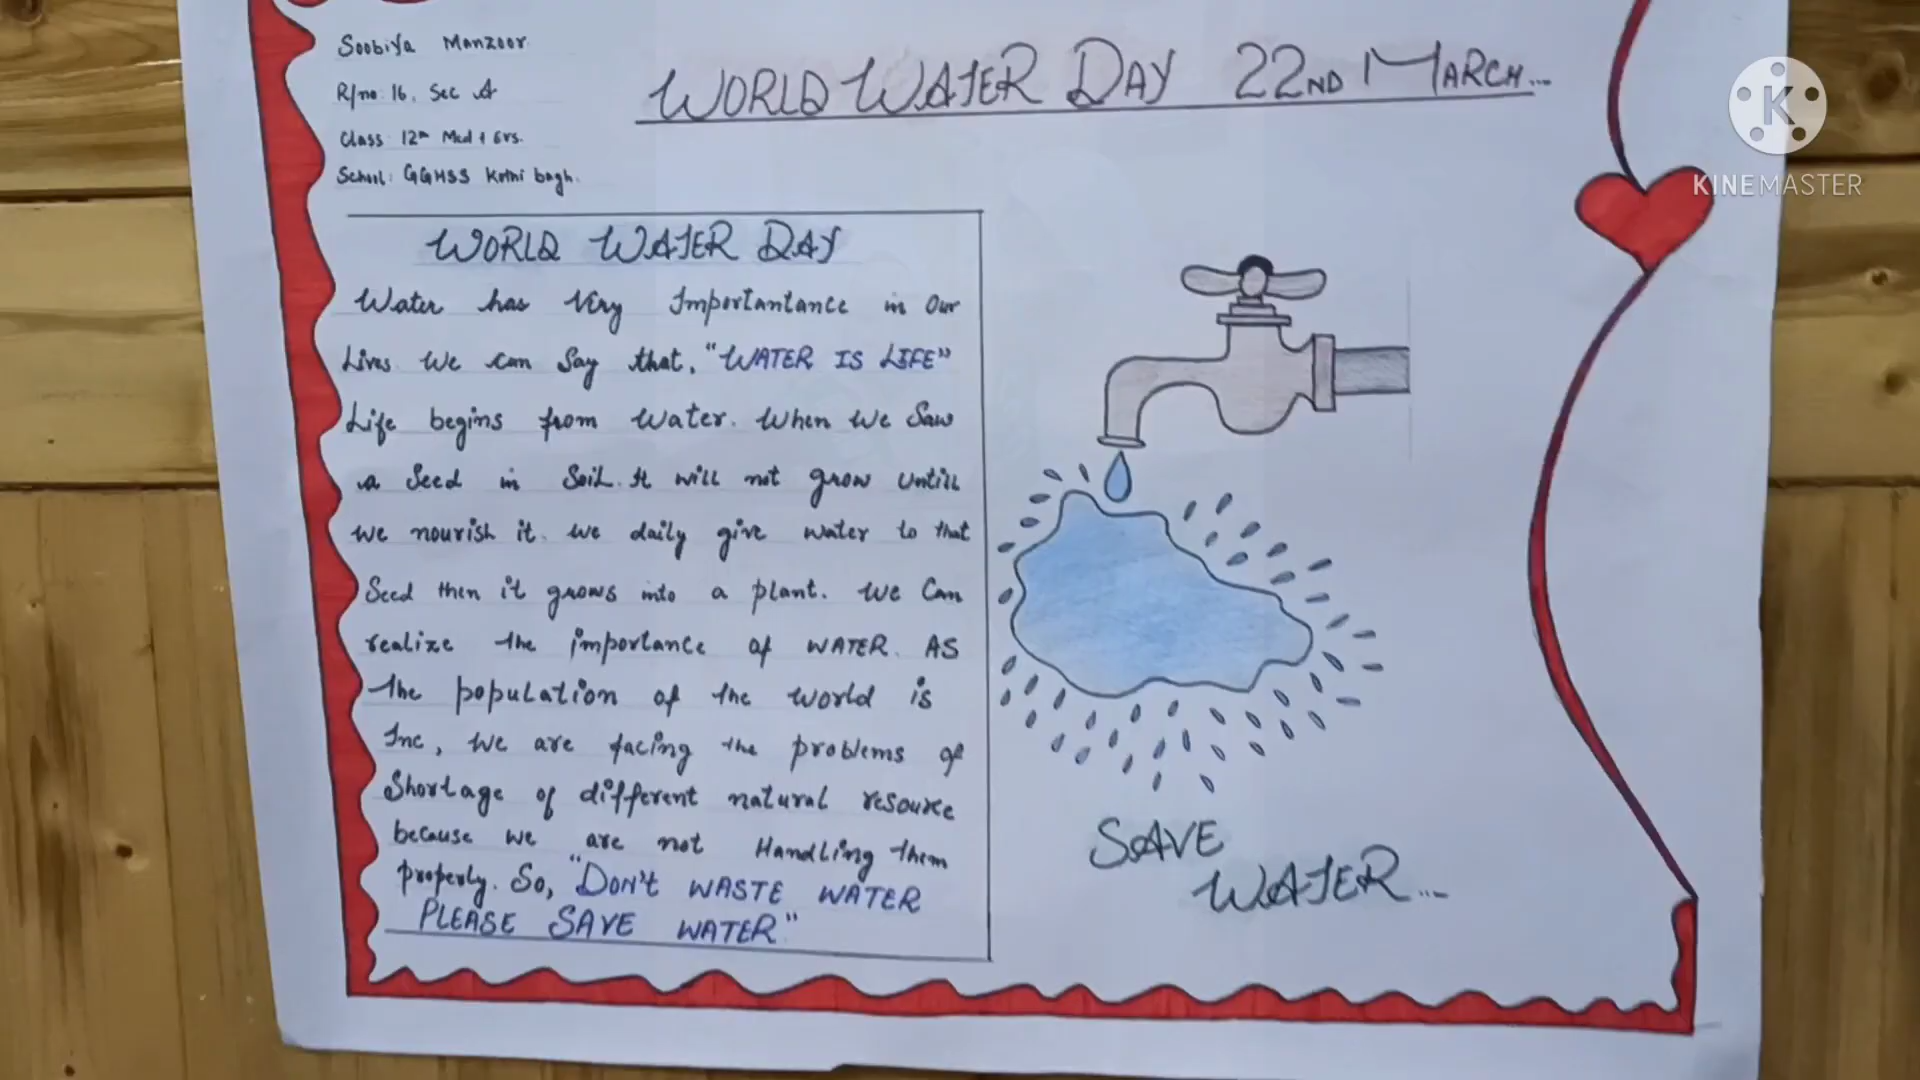 Soobiya Manzoor
R/no: 16, Sec A
Class: 12th Med + Evs.
School: GGHSS Kothi bagh.
WORLD WATER DAY 22ND MARCH...
KINEMASTER
WORLD WATER DAY
Water has Very Importantance in Our
Lives. We can Say that, "WATER IS LIFE"
Life begins from Water. When We Saw
a Seed in Soil. It will not grow Untill
we nourish it. We daily give water to that
Seed then it grows into a plant. We Can
realize the importance of WATER. AS
the population of the world is
Inc, We are facing the problems of
Shortage of different natural resource
because we are not Handling them
properly. So, "DON'T WASTE WATER
PLEASE SAVE WATER"
SAVE
WATER...